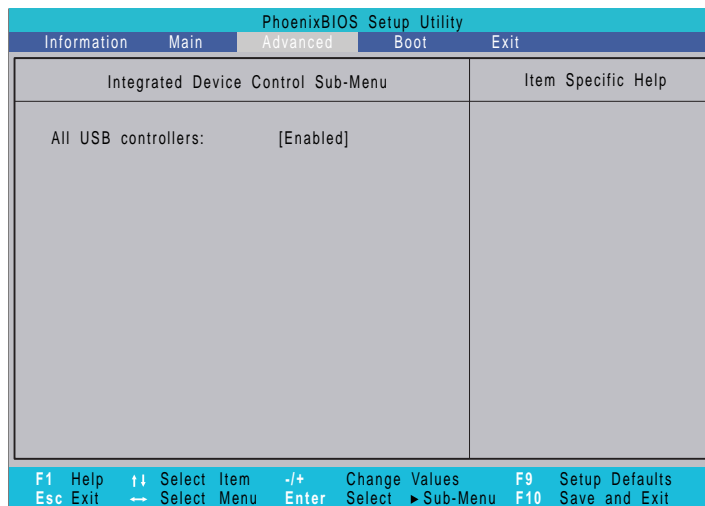 PhoenixBIOS Setup Utility
Information Main Advanced Boot Exit
Integrated Device Control Sub-Menu
Item Specific Help
All USB controllers: [Enabled]
F1 Help ↑↓ Select Item -/+ Change Values F9 Setup Defaults
Esc Exit ↔ Select Menu Enter Select ►Sub-Menu F10 Save and Exit